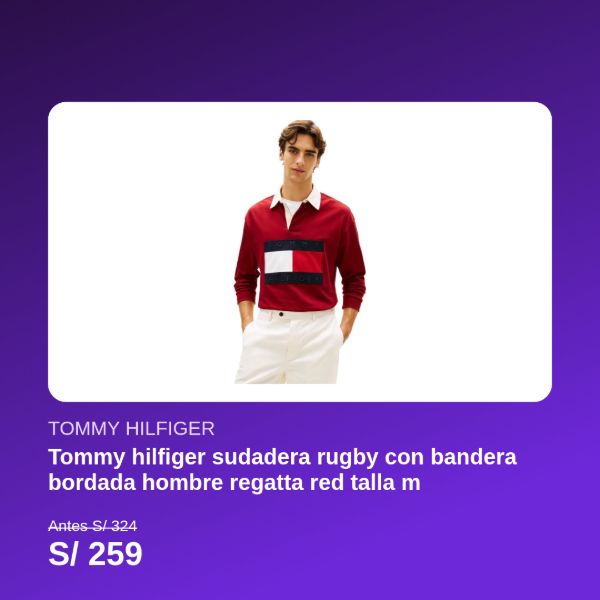 TOMMY HILFIGER
Tommy hilfiger sudadera rugby con bandera
bordada hombre regatta red talla m
Antes S/ 324
S/ 259